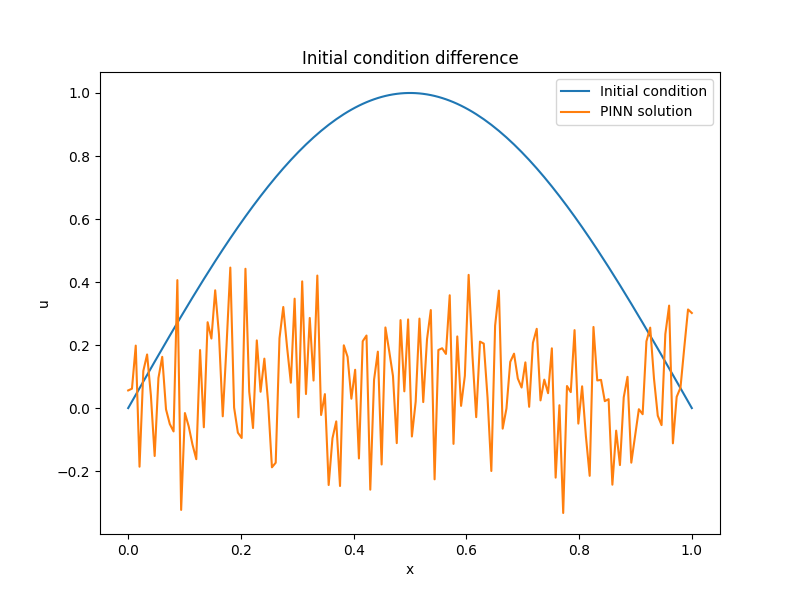 Initial condition difference
Initial condition
PINN solution
1.0
0.8
0.6
0.4
0.2
0.0
−0.2
u
0.0 0.2 0.4 0.6 0.8 1.0
x